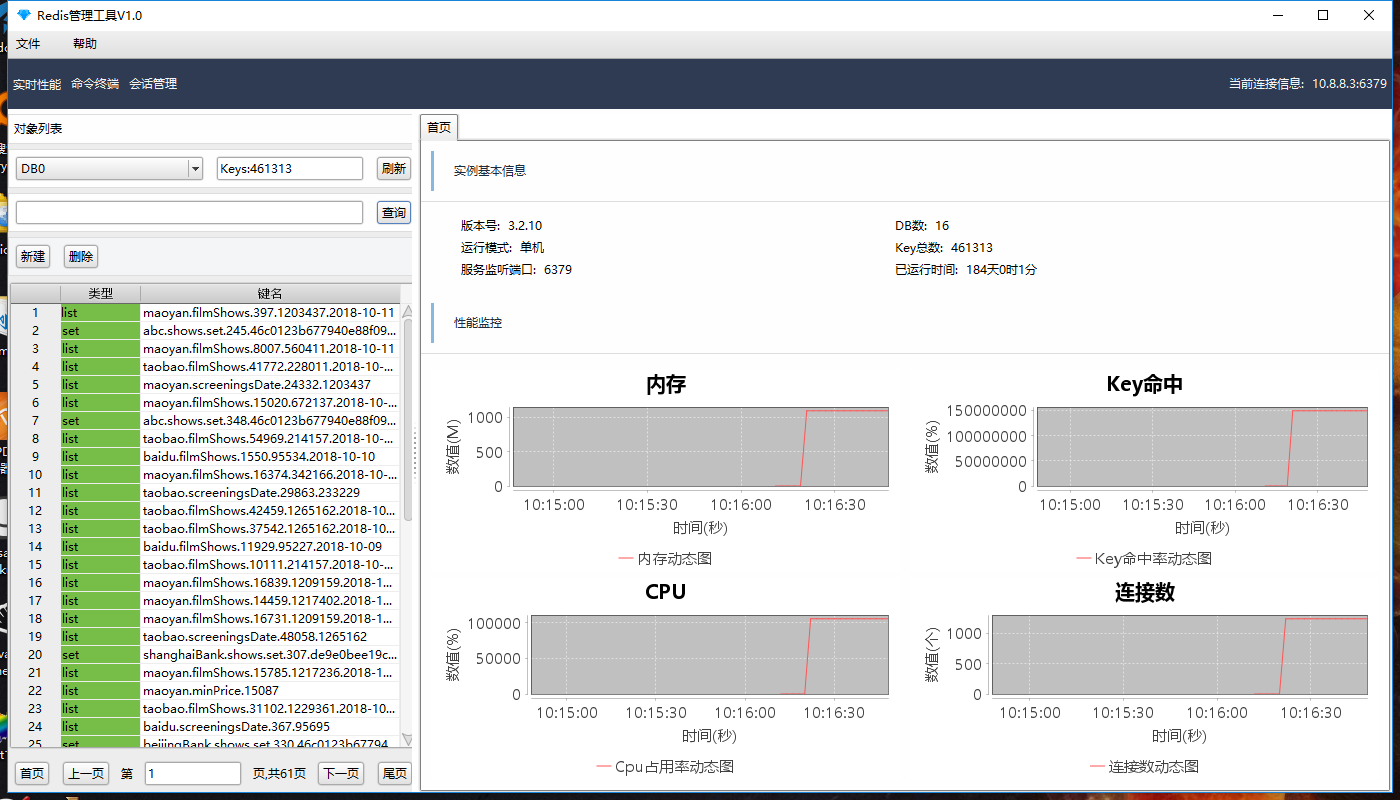 Redis管理工具V1.0
文件 帮助
实时性能 命令终端 会话管理 当前连接信息: 10.8.8.3:6379
对象列表
DB0 Keys:461313 刷新
查询
新建 删除
类型 键名
1 list maoyan.filmShows.397.1203437.2018-10-11
2 set abc.shows.set.245.46c0123b677940e88f09...
3 list maoyan.filmShows.8007.560411.2018-10-11
4 list taobao.filmShows.41772.228011.2018-10-...
5 list maoyan.screeningsDate.24332.1203437
6 list maoyan.filmShows.15020.672137.2018-10-...
7 set abc.shows.set.348.46c0123b677940e88f09...
8 list taobao.filmShows.54969.214157.2018-10-...
9 list baidu.filmShows.1550.95534.2018-10-10
10 list maoyan.filmShows.16374.342166.2018-10-...
11 list taobao.screeningsDate.29863.233229
12 list taobao.filmShows.42459.1265162.2018-10...
13 list taobao.filmShows.37542.1265162.2018-10...
14 list baidu.filmShows.11929.95227.2018-10-09
15 list taobao.filmShows.10111.214157.2018-10-...
16 list maoyan.filmShows.16839.1209159.2018-1...
17 list maoyan.filmShows.14459.1217402.2018-1...
18 list maoyan.filmShows.16731.1209159.2018-1...
19 list taobao.screeningsDate.48058.1265162
20 set shanghaiBank.shows.set.307.de9e0bee19c...
21 list maoyan.filmShows.15785.1217236.2018-1...
22 list maoyan.minPrice.15087
23 list taobao.filmShows.31102.1229361.2018-10...
24 list baidu.screeningsDate.367.95695
25 set beijingBank.shows.set.330.46c0123b67794...
首页 上一页 第 1 页,共61页 下一页 尾页
首页
实例基本信息
版本号: 3.2.10 DB数: 16
运行模式: 单机 Key总数: 461313
服务监听端口: 6379 已运行时间: 184天0时1分
性能监控
内存
数值(M)
1000
500
0
10:15:00 10:15:30 10:16:00 10:16:30
时间(秒)
内存动态图
Key命中
数值(%)
150000000
100000000
50000000
0
10:15:00 10:15:30 10:16:00 10:16:30
时间(秒)
Key命中率动态图
CPU
数值(%)
100000
50000
0
10:15:00 10:15:30 10:16:00 10:16:30
时间(秒)
Cpu占用率动态图
连接数
数值(个)
1000
500
0
10:15:00 10:15:30 10:16:00 10:16:30
时间(秒)
连接数动态图